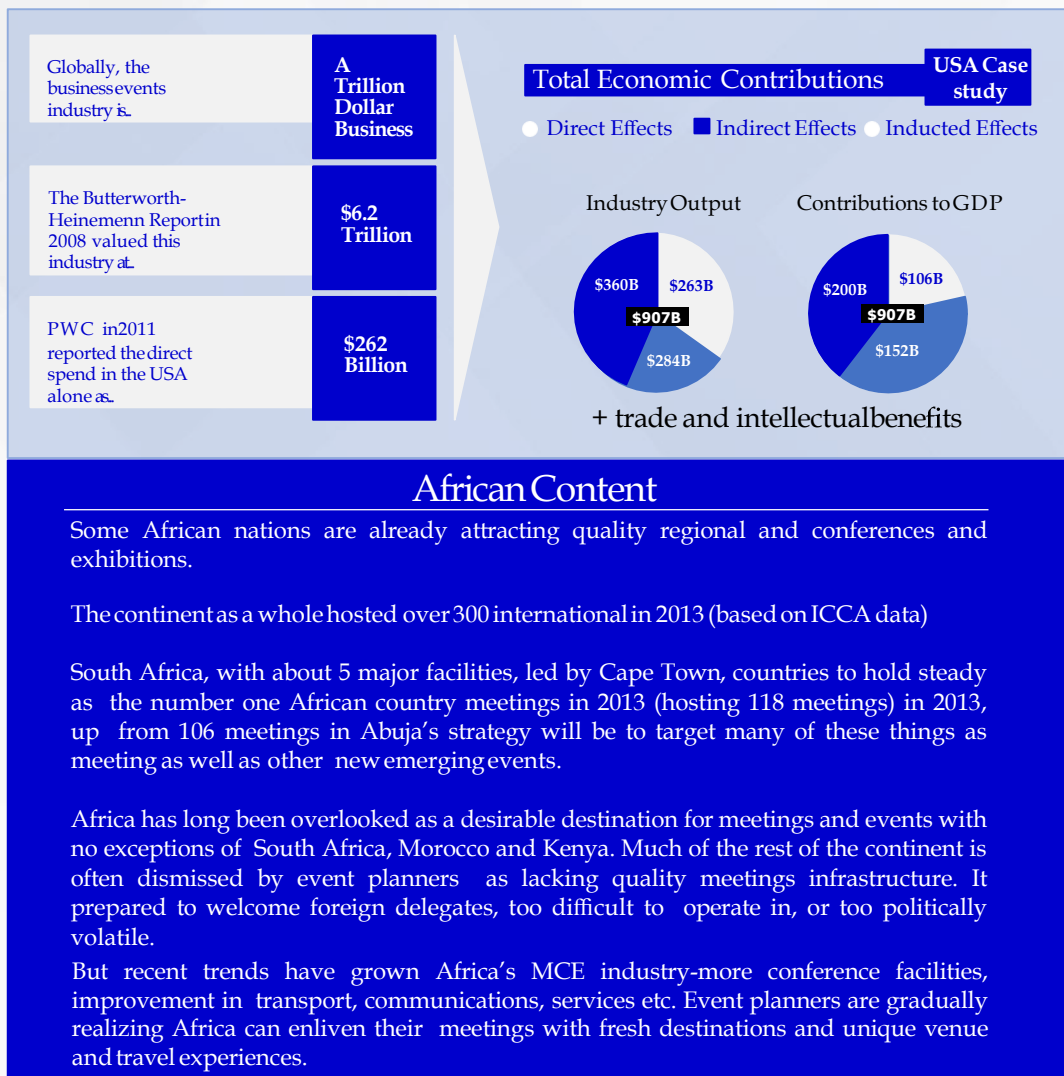 Globally, the
business events
industry is..
A
Trillion
Dollar
Business
The Butterworth-
Heinemenn Report in
2008 valued this
industry at..
$6.2
Trillion
PWC in 2011
reported the direct
spend in the USA
alone as..
$262
Billion
Total Economic Contributions
USA Case
study
Direct Effects
Indirect Effects
Inducted Effects
Industry Output
$360B
$263B
$907B
$284B
Contributions to GDP
$200B
$106B
$907B
$152B
+ trade and intellectual benefits
African Content
Some African nations are already attracting quality regional and conferences and
exhibitions.
The continent as a whole hosted over 300 international in 2013 (based on ICCA data)
South Africa, with about 5 major facilities, led by Cape Town, countries to hold steady
as the number one African country meetings in 2013 (hosting 118 meetings) in 2013,
up from 106 meetings in Abuja's strategy will be to target many of these things as
meeting as well as other new emerging events.
Africa has long been overlooked as a desirable destination for meetings and events with
no exceptions of South Africa, Morocco and Kenya. Much of the rest of the continent is
often dismissed by event planners as lacking quality meetings infrastructure. It
prepared to welcome foreign delegates, too difficult to operate in, or too politically
volatile.
But recent trends have grown Africa's MCE industry-more conference facilities,
improvement in transport, communications, services etc. Event planners are gradually
realizing Africa can enliven their meetings with fresh destinations and unique venue
and travel experiences.